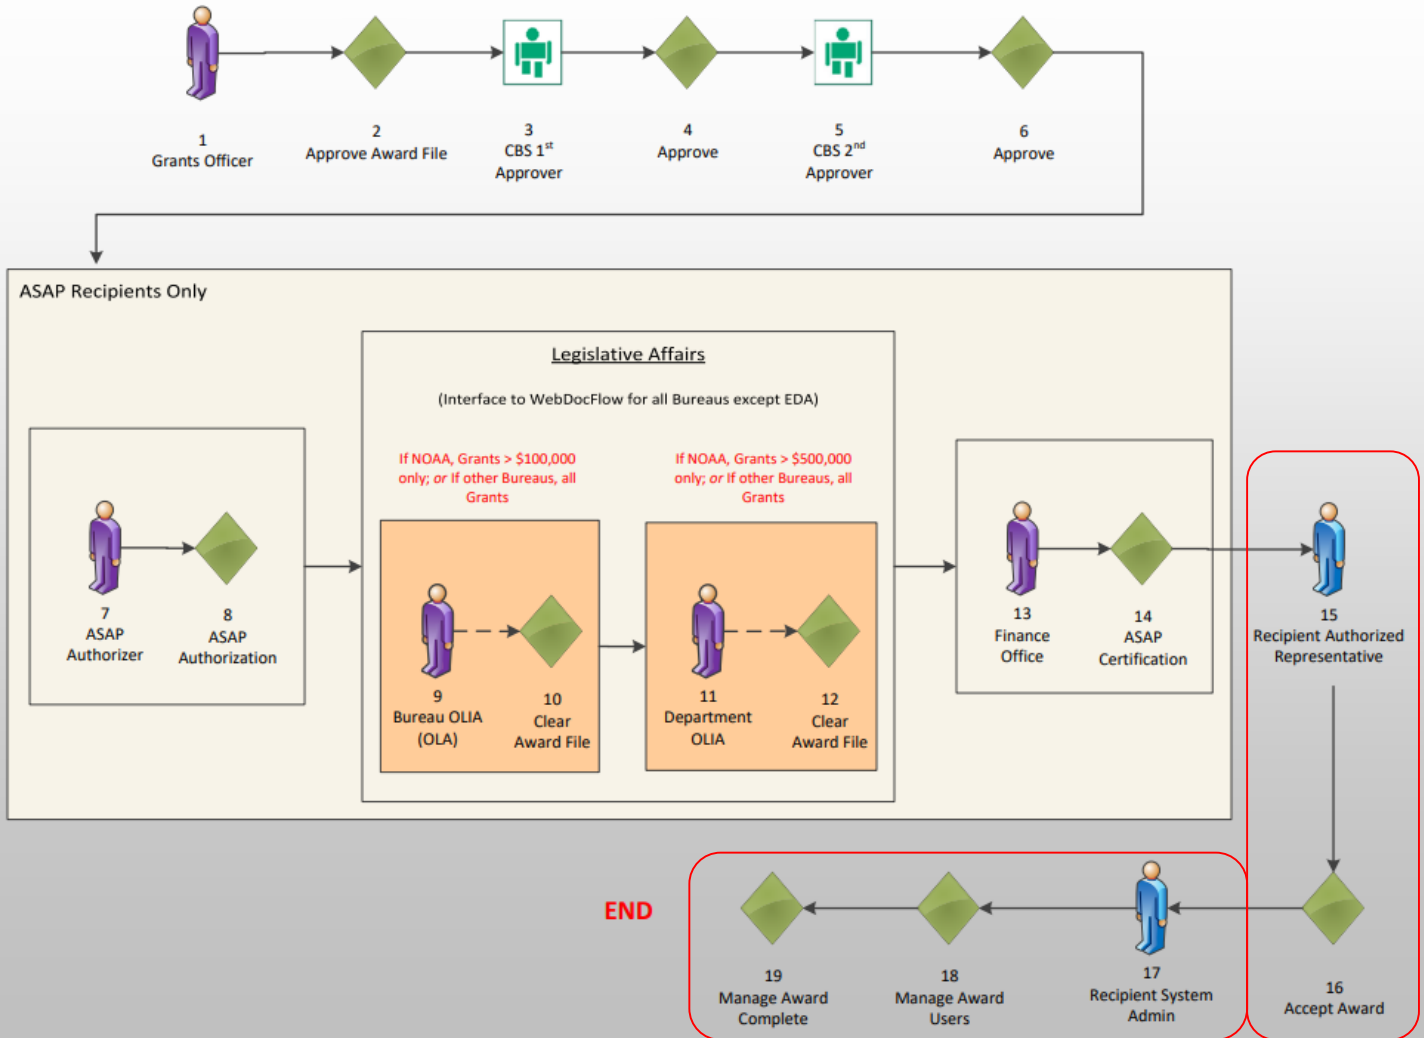 1
Grants Officer
2
Approve Award File
3
CBS 1st
Approver
4
Approve
5
CBS 2nd
Approver
6
Approve
ASAP Recipients Only
Legislative Affairs
(Interface to WebDocFlow for all Bureaus except EDA)
If NOAA, Grants > $100,000
only; or If other Bureaus, all
Grants
If NOAA, Grants > $500,000
only; or If other Bureaus, all
Grants
7
ASAP
Authorizer
8
ASAP
Authorization
9
Bureau OLIA
(OLA)
10
Clear
Award File
11
Department
OLIA
12
Clear
Award File
13
Finance
Office
14
ASAP
Certification
15
Recipient Authorized
Representative
16
Accept Award
17
Recipient System
Admin
18
Manage Award
Users
19
Manage Award
Complete
END